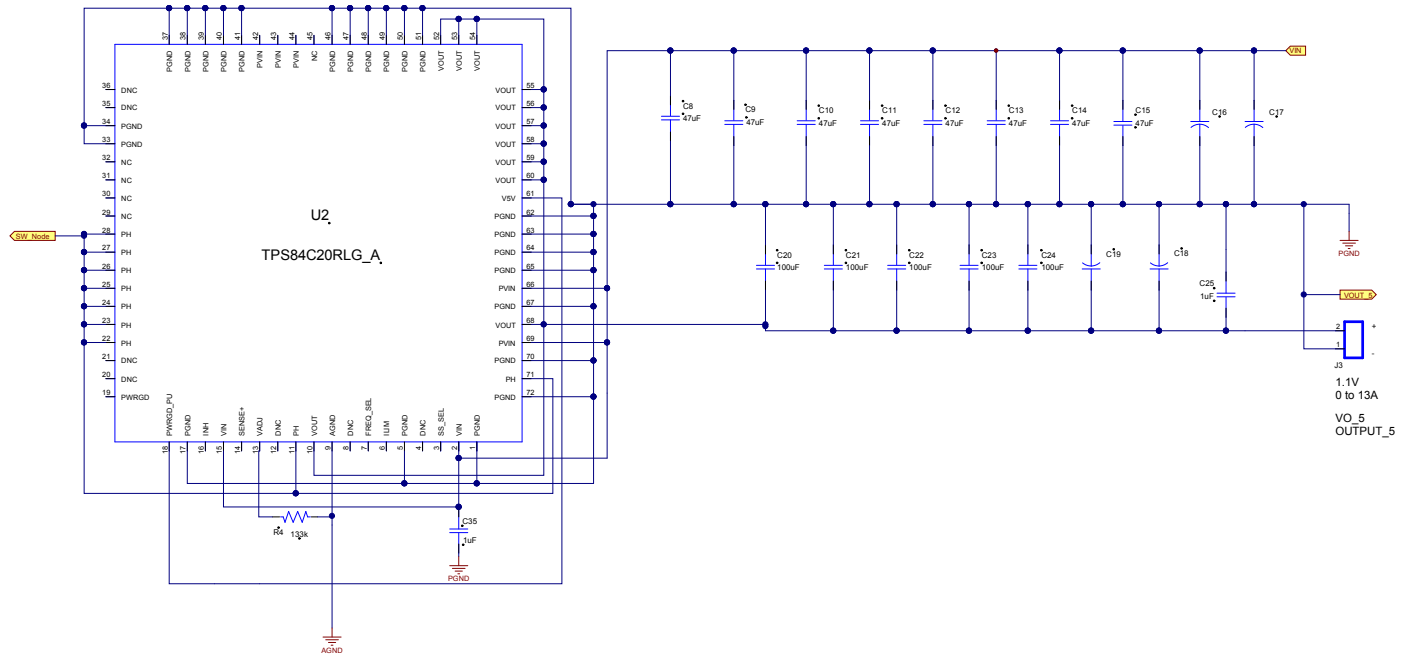 37 38 39 40 41 42 43 44 45 46 47 48 49 50 51 52 53 54
PGND PGND PGND PGND PGND PVIN PVIN PVIN NC PGND PGND PGND PGND PGND PGND VOUT VOUT VOUT
36 DNC
35 DNC
34 PGND
33 PGND
32 NC
31 NC
30 NC
29 NC
28 PH
27 PH
26 PH
25 PH
24 PH
23 PH
22 PH
21 DNC
20 DNC
19 PWRGD
SW_Node
U2
TPS84C20RLG_A
VOUT 55
VOUT 56
VOUT 57
VOUT 58
VOUT 59
VOUT 60
V5V 61
PGND 62
PGND 63
PGND 64
PGND 65
PVIN 66
PGND 67
VOUT 68
PVIN 69
PGND 70
PH 71
PGND 72
PWRGD_PU PGND INH VIN SENSE+ VADJ DNC PH VOUT AGND DNC FREQ_SEL ILIM PGND DNC SS_SEL VIN PGND
18 17 16 15 14 13 12 11 10 9 8 7 6 5 4 3 2 1
R4 133k
C35
1uF
PGND
AGND
VIN
C8
47uF
C9
47uF
C10
47uF
C11
47uF
C12
47uF
C13
47uF
C14
47uF
C15
47uF
C16
C17
C20
100uF
C21
100uF
C22
100uF
C23
100uF
C24
100uF
C19
C18
C25
1uF
PGND
VOUT_5
2 +
1 -
J3
1.1V
0 to 13A
VO_5
OUTPUT_5